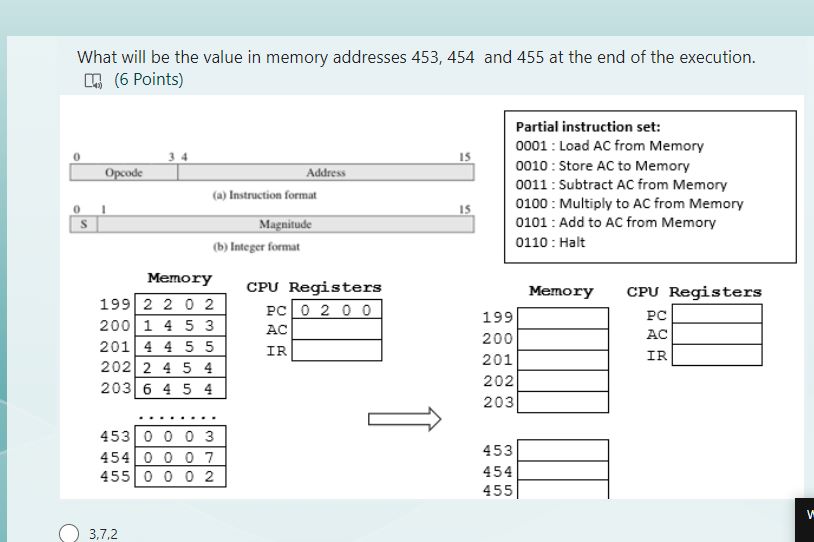 What will be the value in memory addresses 453, 454 and 455 at the end of the execution.
(6 Points)
Partial instruction set:
0001 : Load AC from Memory
0010 : Store AC to Memory
0011 : Subtract AC from Memory
0100 : Multiply to AC from Memory
0101 : Add to AC from Memory
0110 : Halt
0 3 4 15
Opcode Address
(a) Instruction format
0 1 15
S Magnitude
(b) Integer format
Memory
199 2 2 0 2
200 1 4 5 3
201 4 4 5 5
202 2 4 5 4
203 6 4 5 4
........
453 0 0 0 3
454 0 0 0 7
455 0 0 0 2
CPU Registers
PC 0 2 0 0
AC
IR
Memory
199
200
201
202
203
453
454
455
CPU Registers
PC
AC
IR
3,7,2